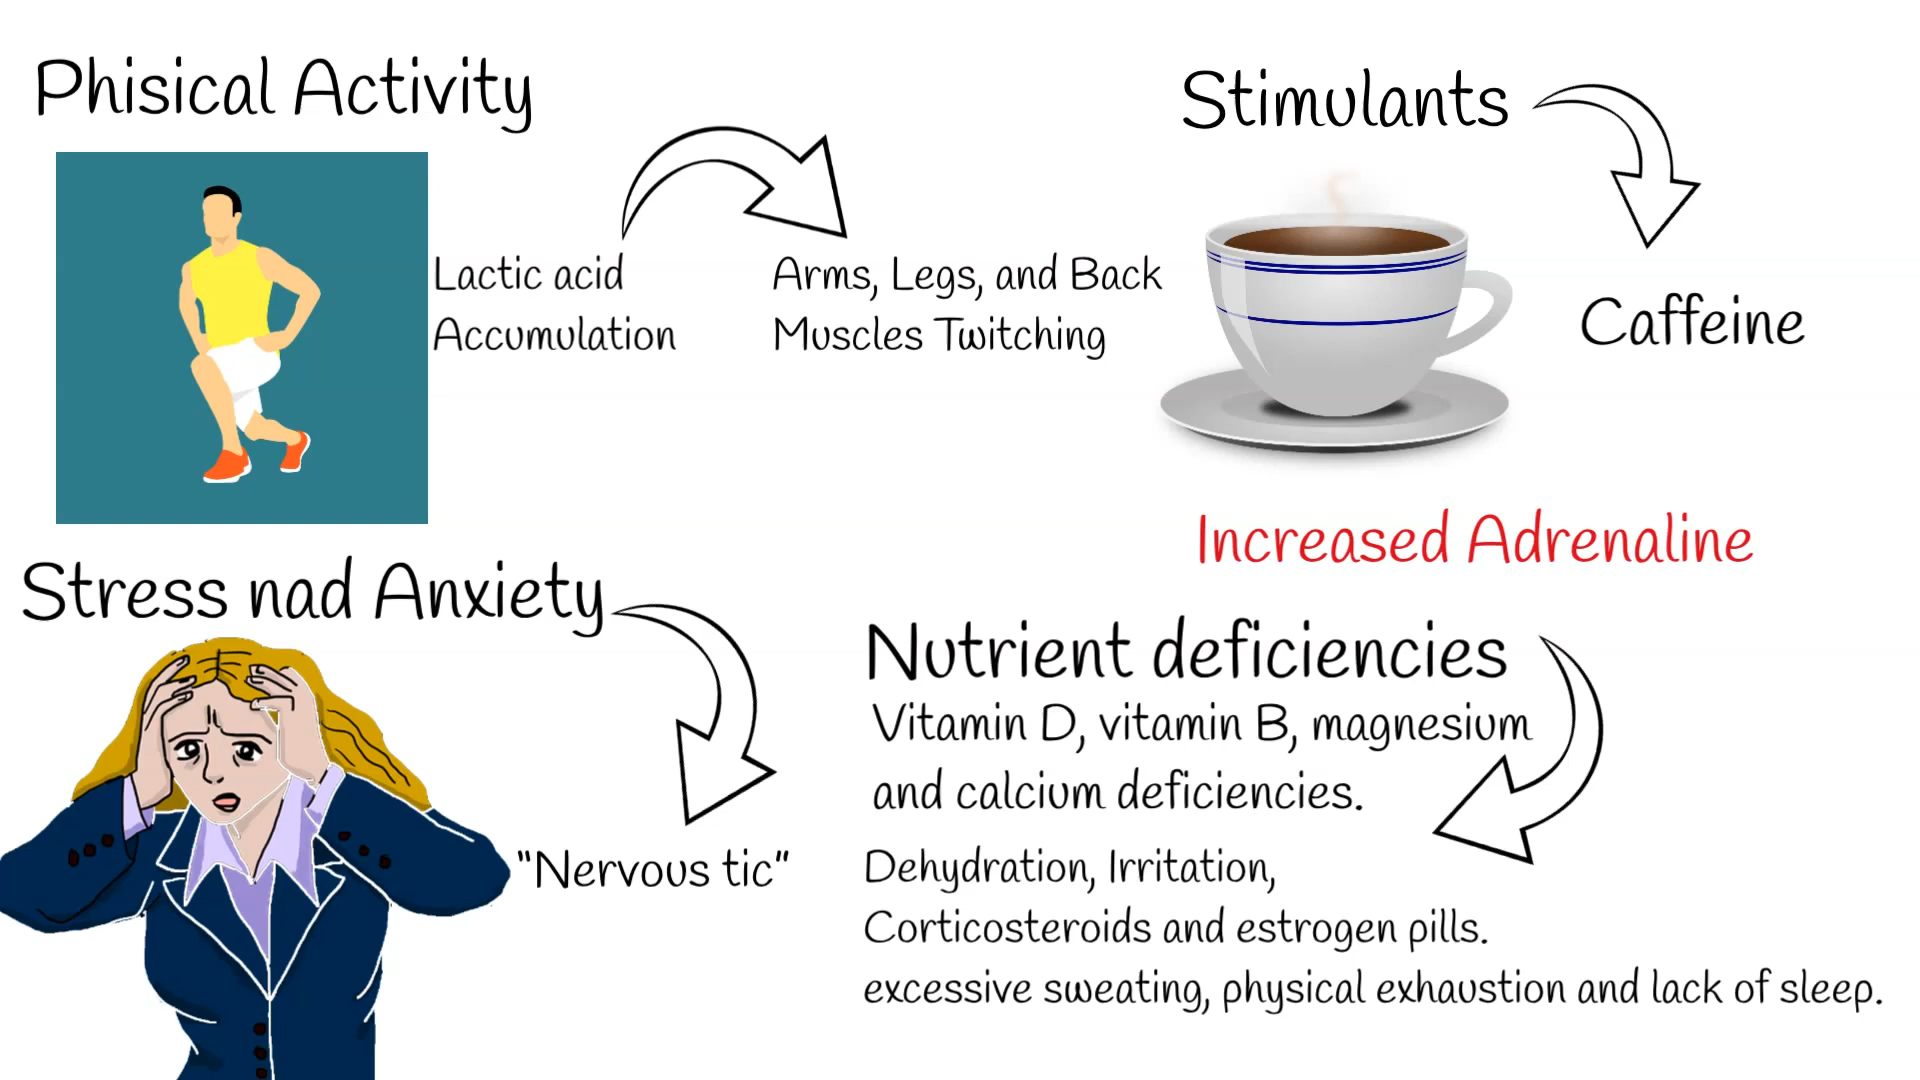 Phisical Activity
Lactic acid
Accumulation
Arms, Legs, and Back
Muscles Twitching
Stimulants
Caffeine
Increased Adrenaline
Stress nad Anxiety
"Nervous tic"
Nutrient deficiencies
Vitamin D, vitamin B, magnesium
and calcium deficiencies.
Dehydration, Irritation,
Corticosteroids and estrogen pills.
excessive sweating, physical exhaustion and lack of sleep.